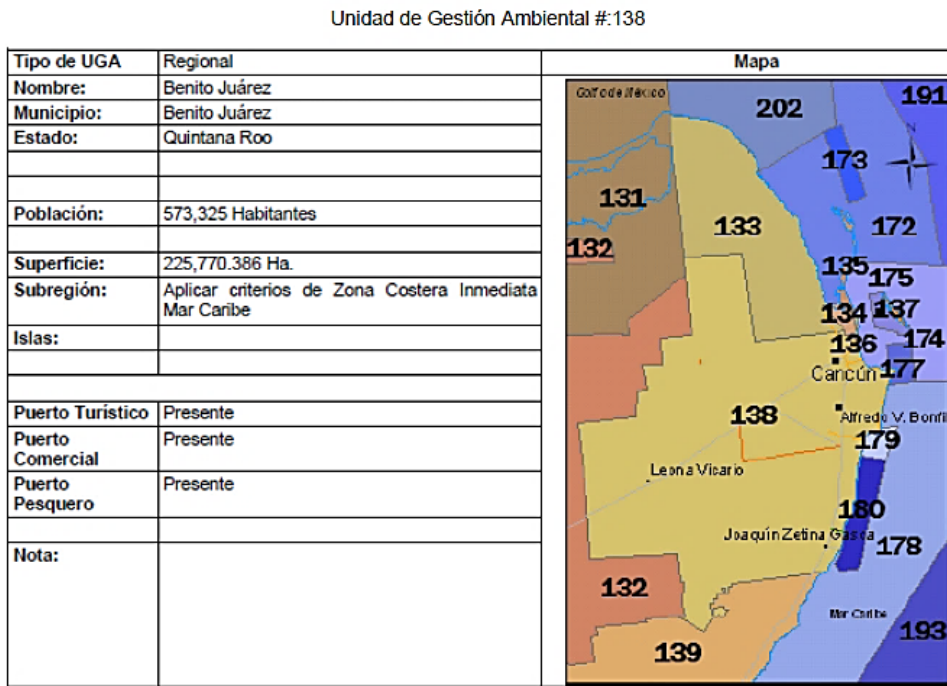 Unidad de Gestión Ambiental #:138
Tipo de UGA Regional
Mapa
Nombre: Benito Juárez
Municipio: Benito Juárez
Estado: Quintana Roo
Población: 573,325 Habitantes
Superficie: 225,770.386 Ha.
Subregión: Aplicar criterios de Zona Costera Inmediata
Mar Caribe
Islas:
Puerto Turístico Presente
Puerto Presente
Comercial
Puerto Presente
Pesquero
Nota:
Golfo de México
202
191
N
173
131
133
172
132
135
175
134
137
136
174
Cancún
177
138
Alfredo V. Bonfil
179
Leona Vicario
180
Joaquín Zetina Gasca
178
132
Mar Caribe
193
139